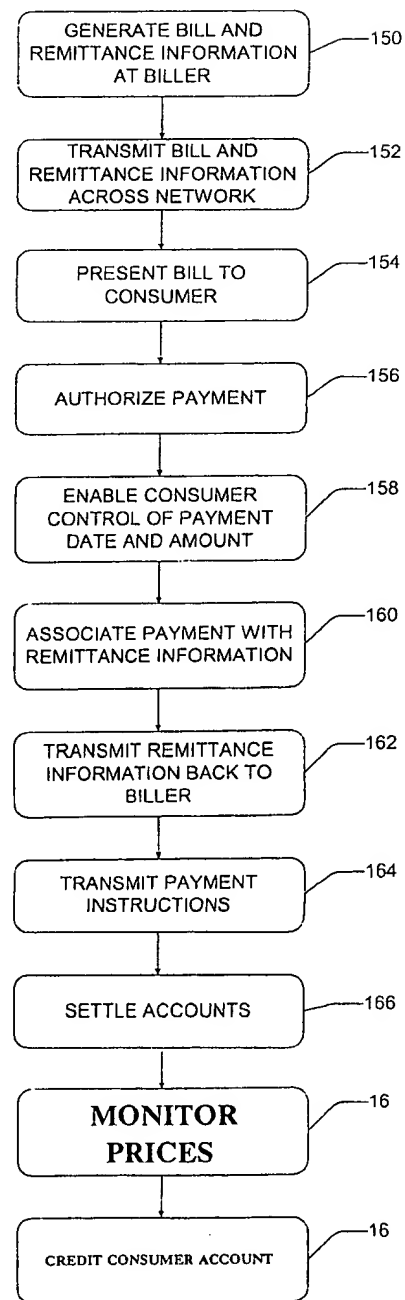 GENERATE BILL AND
REMITTANCE INFORMATION
AT BILLER
150
TRANSMIT BILL AND
REMITTANCE INFORMATION
ACROSS NETWORK
152
PRESENT BILL TO
CONSUMER
154
AUTHORIZE PAYMENT
156
ENABLE CONSUMER
CONTROL OF PAYMENT
DATE AND AMOUNT
158
ASSOCIATE PAYMENT WITH
REMITTANCE INFORMATION
160
TRANSMIT REMITTANCE
INFORMATION BACK TO
BILLER
162
TRANSMIT PAYMENT
INSTRUCTIONS
164
SETTLE ACCOUNTS
166
MONITOR
PRICES
16
CREDIT CONSUMER ACCOUNT
16